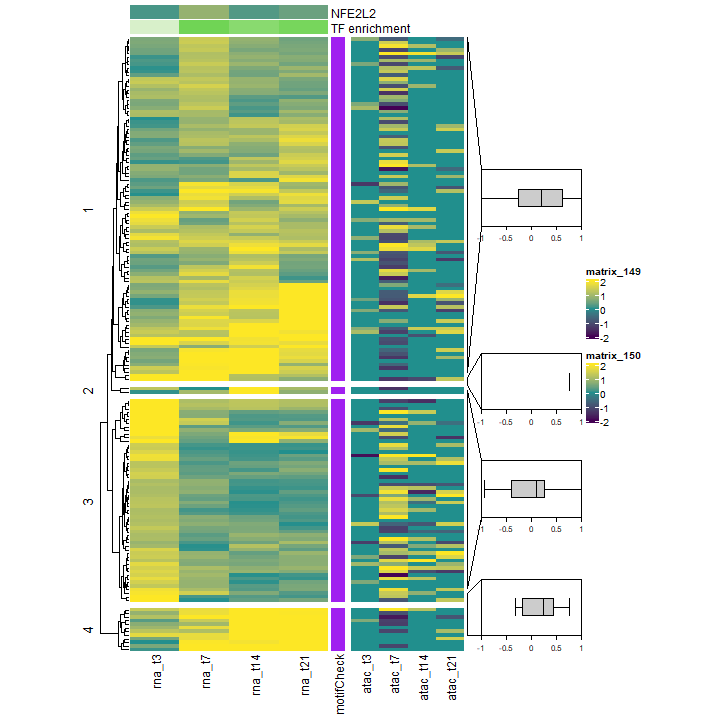 NFE2L2
TF enrichment
1
-1 -0.5 0 0.5 1
matrix_149
2
1
0
-1
-2
matrix_150
2
1
0
-1
-2
2
-1 -0.5 0 0.5 1
3
-1 -0.5 0 0.5 1
4
-1 -0.5 0 0.5 1
rna_t3
rna_t7
rna_t14
rna_t21
motifCheck
atac_t3
atac_t7
atac_t14
atac_t21